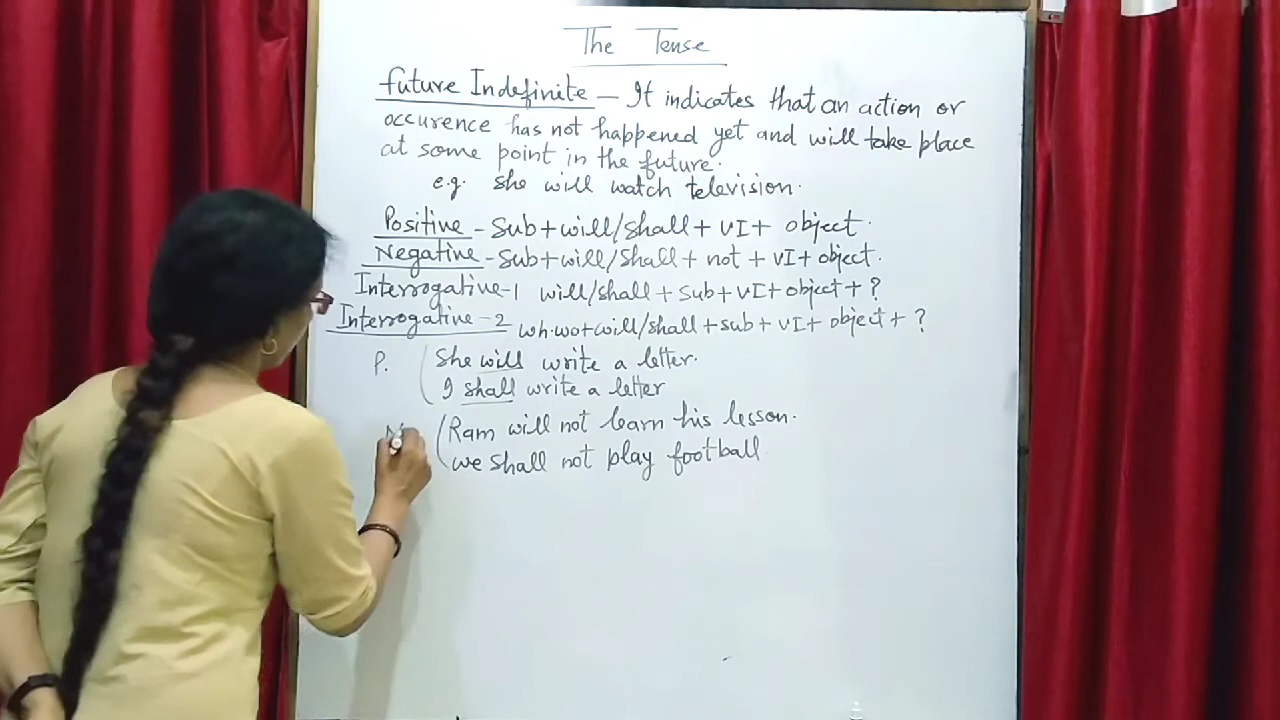 The Tense
future Indefinite – It indicates that an action or
occurence has not happened yet and will take place
at some point in the future.
e.g. she will watch television.
Positive - Sub+will/shall+ VI+ object.
Negative - Sub+will/shall+ not + VI+ object.
Interrogative-1 will/shall + Sub+VI+ object+ ?
Interrogative-2 wh.wo+will/shall+sub+ VI+ object+ ?
P. She will write a letter.
I shall write a letter
N Ram will not learn his lesson.
we shall not play football